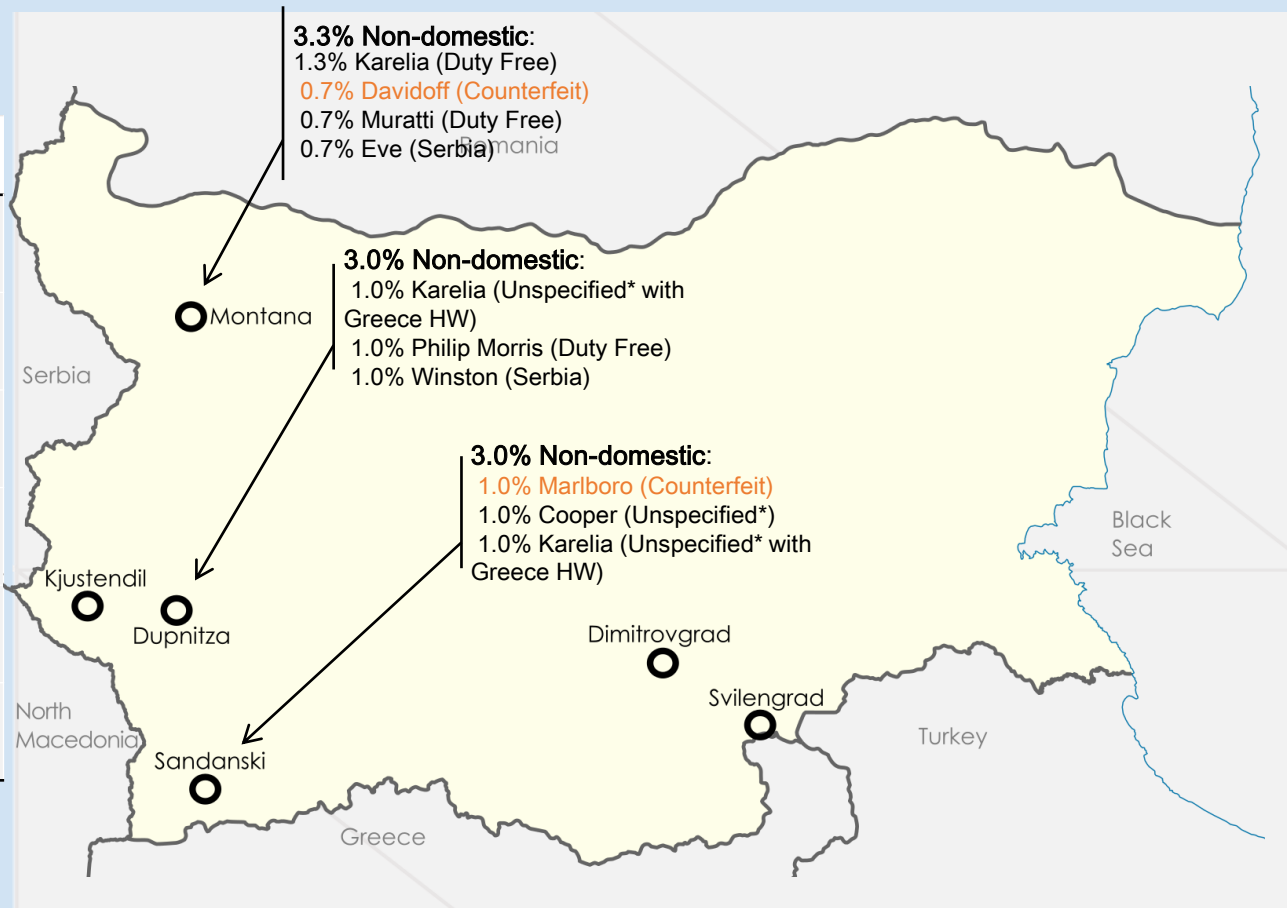 3.3% Non-domestic:
1.3% Karelia (Duty Free)
0.7% Davidoff (Counterfeit)
0.7% Muratti (Duty Free)
0.7% Eve (Serbia)
Romania
3.0% Non-domestic:
1.0% Karelia (Unspecified* with
Greece HW)
1.0% Philip Morris (Duty Free)
1.0% Winston (Serbia)
Montana
Serbia
3.0% Non-domestic:
1.0% Marlboro (Counterfeit)
1.0% Cooper (Unspecified*)
1.0% Karelia (Unspecified* with
Greece HW)
Black
Sea
Kjustendil
Dupnitza
Dimitrovgrad
Svilengrad
North
Macedonia
Turkey
Sandanski
Greece